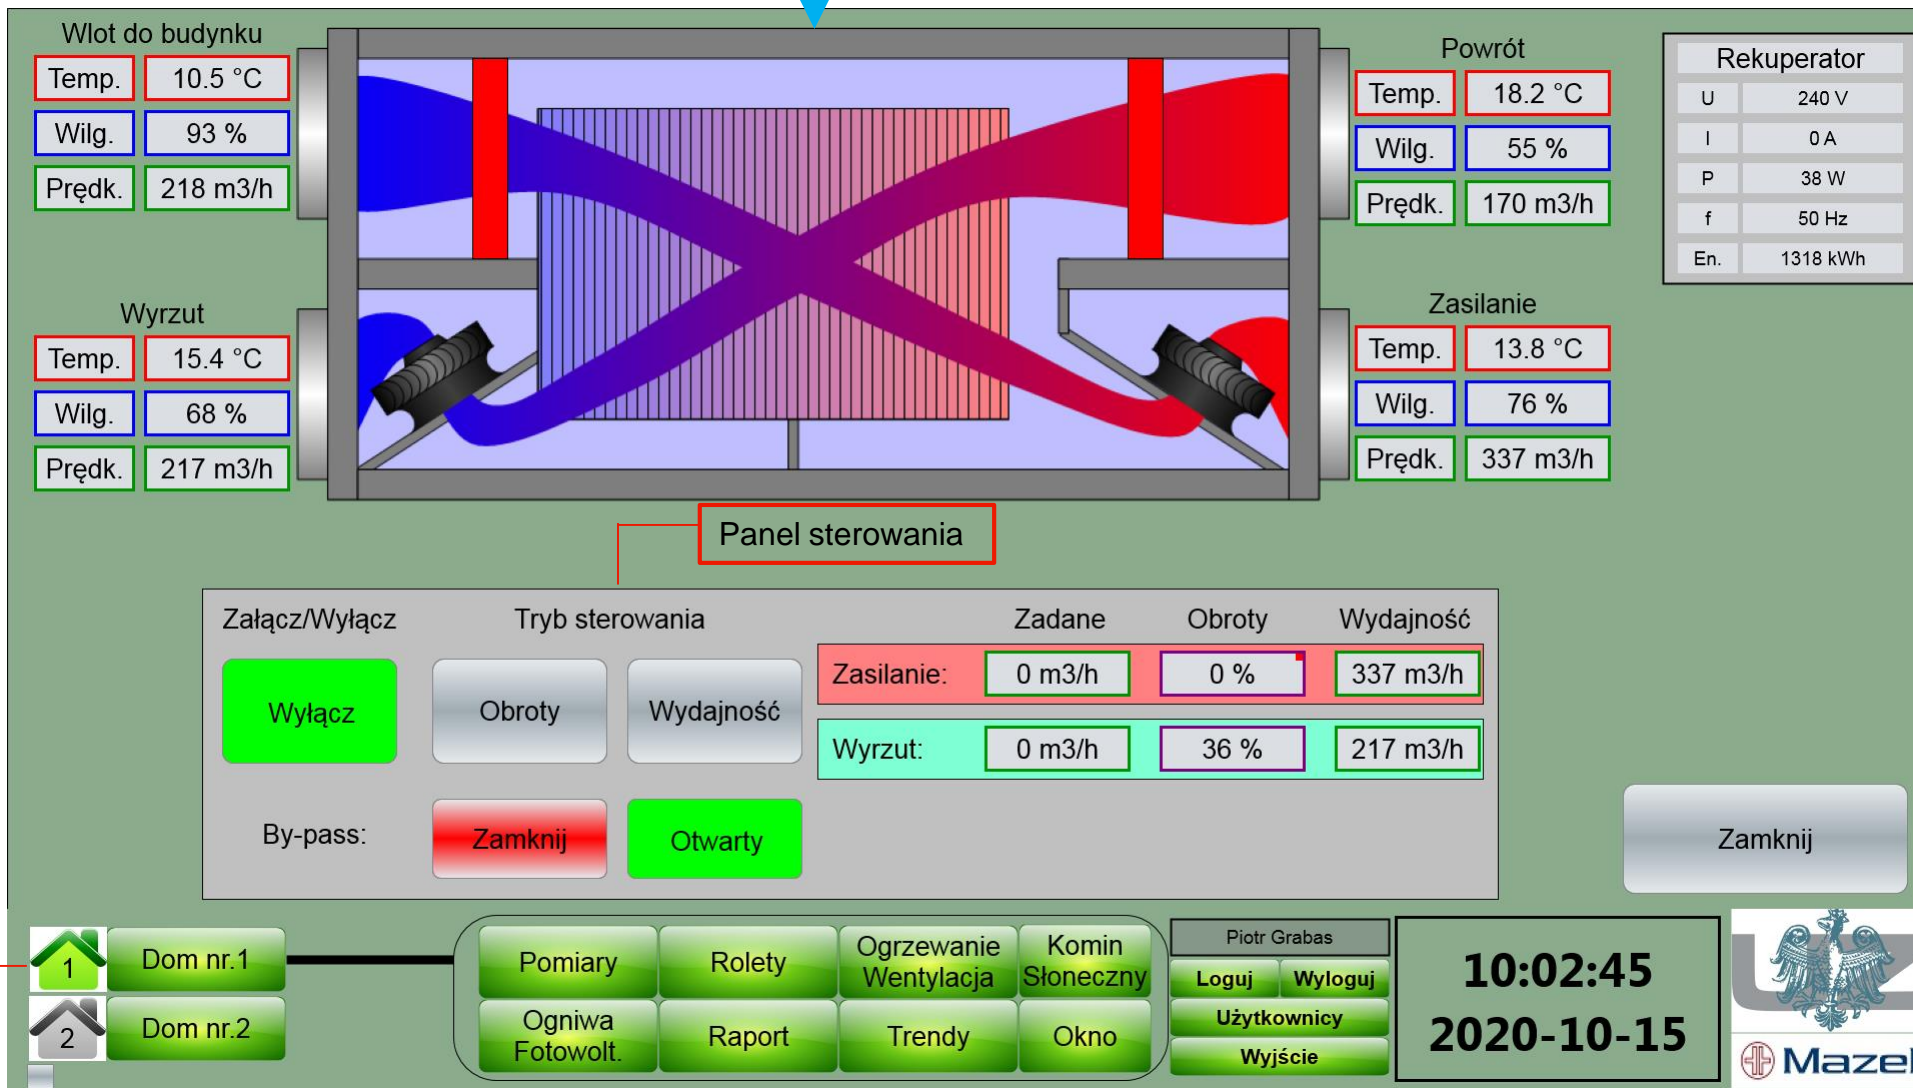 Wlot do budynku
Temp. 10.5 °C
Wilg. 93 %
Prędk. 218 m3/h
Wyrzut
Temp. 15.4 °C
Wilg. 68 %
Prędk. 217 m3/h
Powrót
Temp. 18.2 °C
Wilg. 55 %
Prędk. 170 m3/h
Zasilanie
Temp. 13.8 °C
Wilg. 76 %
Prędk. 337 m3/h
Rekuperator
U 240 V
I 0 A
P 38 W
f 50 Hz
En. 1318 kWh
Panel sterowania
Załącz/Wyłącz Tryb sterowania Zadane Obroty Wydajność
Wyłącz Obroty Wydajność
Zasilanie: 0 m3/h 0 % 337 m3/h
Wyrzut: 0 m3/h 36 % 217 m3/h
By-pass: Zamknij Otwarty
Zamknij
1 Dom nr.1
2 Dom nr.2
Pomiary
Rolety
Ogrzewanie
Wentylacja
Komin
Słoneczny
Ogniwa
Fotowolt.
Raport
Trendy
Okno
Piotr Grabas
Loguj Wyloguj
Użytkownicy
Wyjście
10:02:45
2020-10-15
Mazel